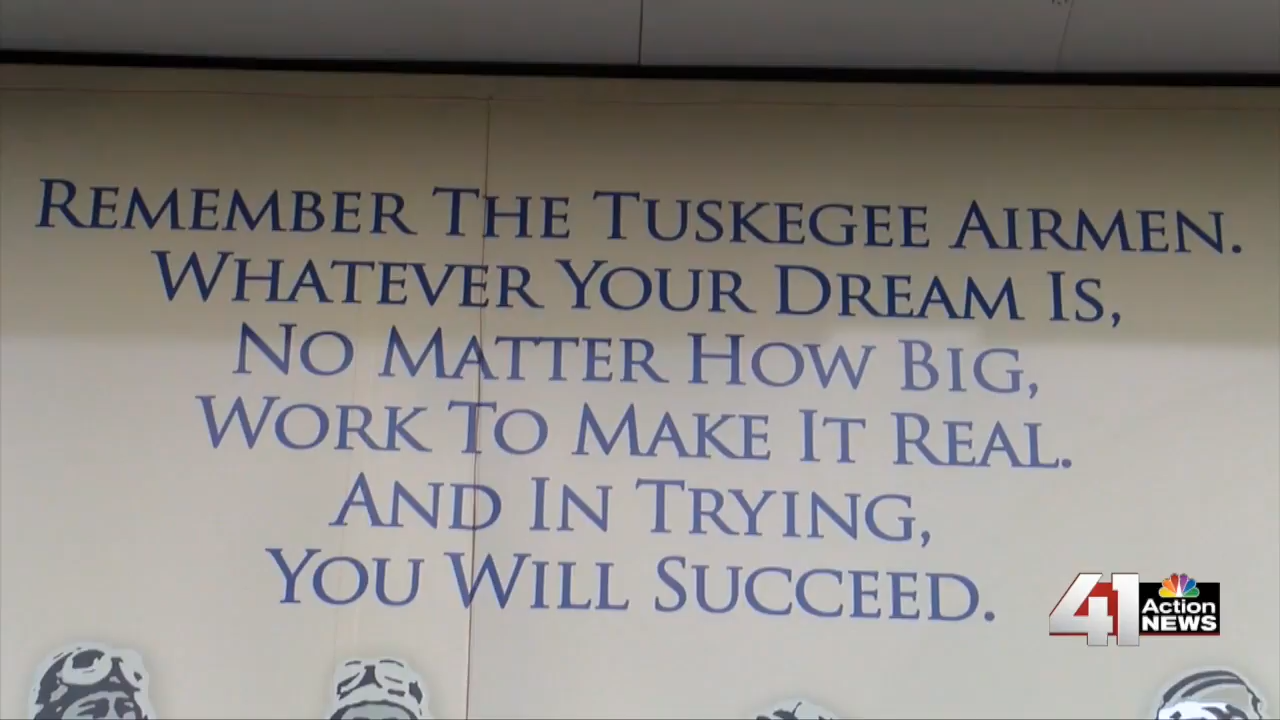 REMEMBER THE TUSKEGEE AIRMEN.
WHATEVER YOUR DREAM IS,
NO MATTER HOW BIG,
WORK TO MAKE IT REAL.
AND IN TRYING,
YOU WILL SUCCEED.
41 Action
NEWS